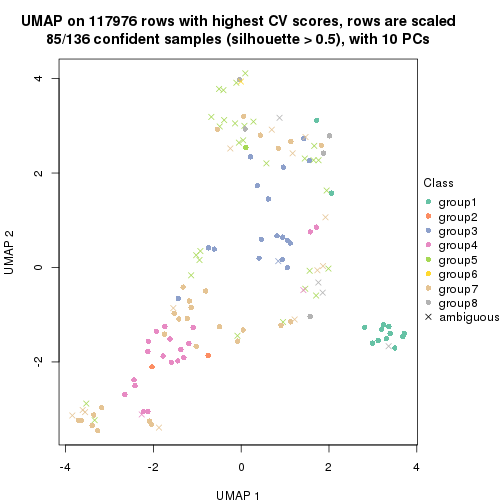 UMAP on 117976 rows with highest CV scores, rows are scaled
85/136 confident samples (silhouette > 0.5), with 10 PCs
4
2
0
-2
-4
-2
0
2
4
UMAP 1
UMAP 2
Class
group1
group2
group3
group4
group5
group6
group7
group8
ambiguous